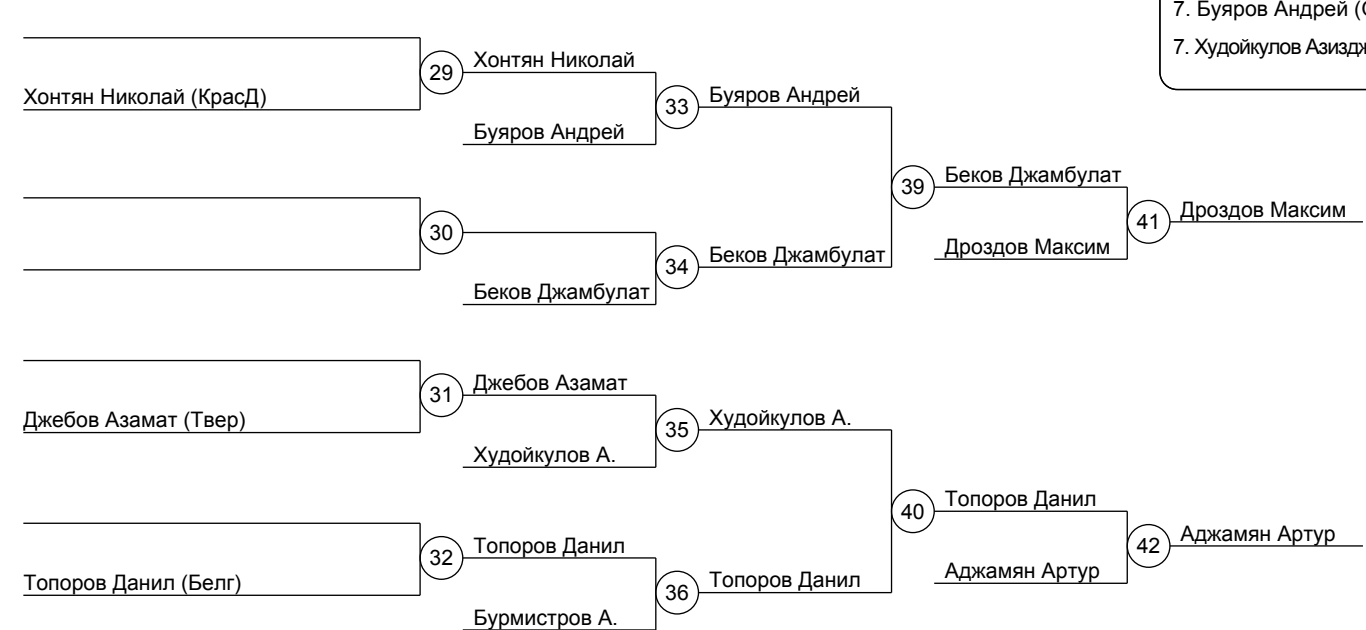 7. Буяров Андрей (
7. Худойкулов Азизд
Хонтян Николай
29
Хонтян Николай (КрасД)
Буяров Андрей
33
Буяров Андрей
Беков Джамбулат
39
Дроздов Максим
41
Дроздов Максим
30
Беков Джамбулат
34
Беков Джамбулат
Джебов Азамат
31
Джебов Азамат (Твер)
Худойкулов А.
35
Худойкулов А.
Топоров Данил
40
Аджамян Артур
42
Аджамян Артур
Топоров Данил
32
Топоров Данил (Белг)
Топоров Данил
36
Бурмистров А.